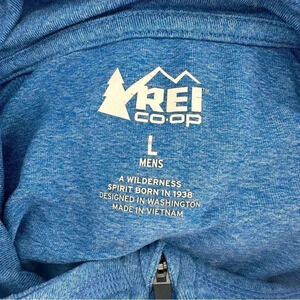 REI
CO·OP
L
MENS
A WILDERNESS
SPIRIT BORN IN 1938
DESIGNED IN WASHINGTON
MADE IN VIETNAM